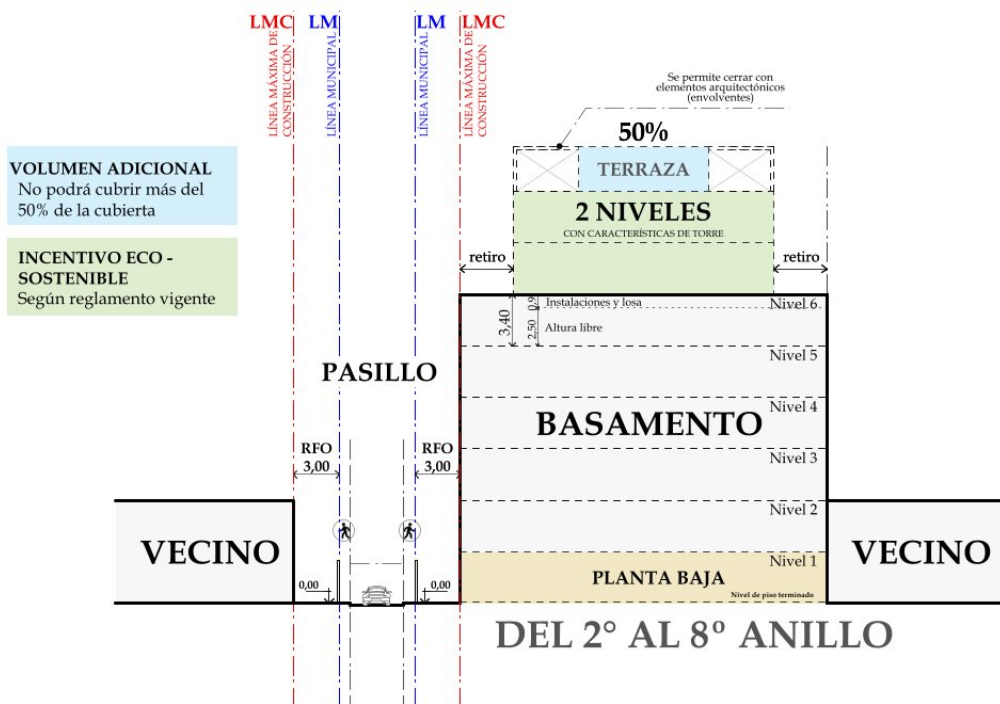 LMC
LM
LM
LMC
LÍNEA MÁXIMA DE
CONSTRUCCIÓN
LÍNEA MUNICIPAL
LÍNEA MUNICIPAL
LÍNEA MÁXIMA DE
CONSTRUCCIÓN
Se permite cerrar con
elementos arquitectónicos
(envolventes)
50%
VOLUMEN ADICIONAL
No podrá cubrir más del
50% de la cubierta
TERRAZA
2 NIVELES
CON CARACTERÍSTICAS DE TORRE
INCENTIVO ECO -
SOSTENIBLE
Según reglamento vigente
retiro
retiro
3,40
0,9
Instalaciones y losa
Nivel 6
2,50
Altura libre
Nivel 5
PASILLO
Nivel 4
BASAMENTO
RFO
3,00
RFO
3,00
Nivel 3
Nivel 2
VECINO
Nivel 1
VECINO
PLANTA BAJA
0,00
0,00
Nivel de piso terminado
DEL 2° AL 8º ANILLO